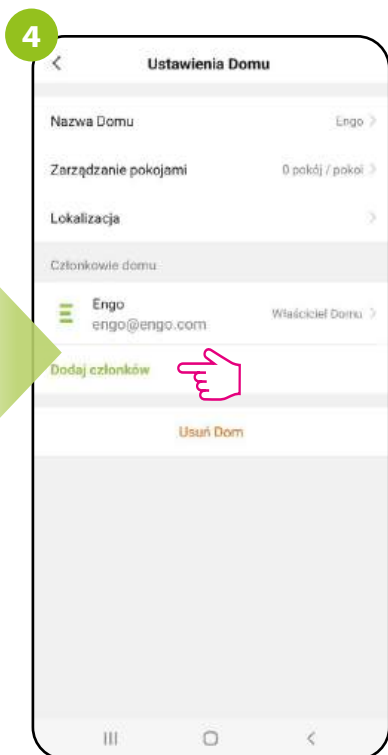 4
Ustawienia Domu
Nazwa Domu Engo
Zarządzanie pokojami 0 pokój / pokoi
Lokalizacja
Członkowie domu
Engo
engo@engo.com
Właściciel Domu
Dodaj członków
Usuń Dom